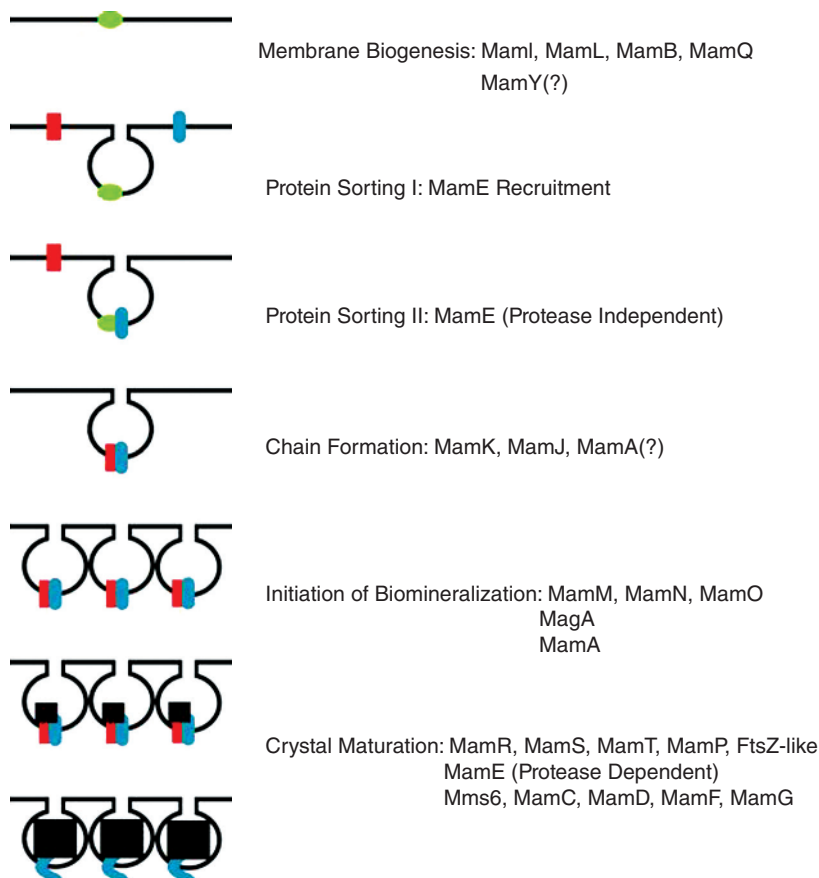 Membrane Biogenesis: MamI, MamL, MamB, MamQ
MamY(?)
Protein Sorting I: MamE Recruitment
Protein Sorting II: MamE (Protease Independent)
Chain Formation: MamK, MamJ, MamA(?)
Initiation of Biomineralization: MamM, MamN, MamO
MagA
MamA
Crystal Maturation: MamR, MamS, MamT, MamP, FtsZ-like
MamE (Protease Dependent)
Mms6, MamC, MamD, MamF, MamG